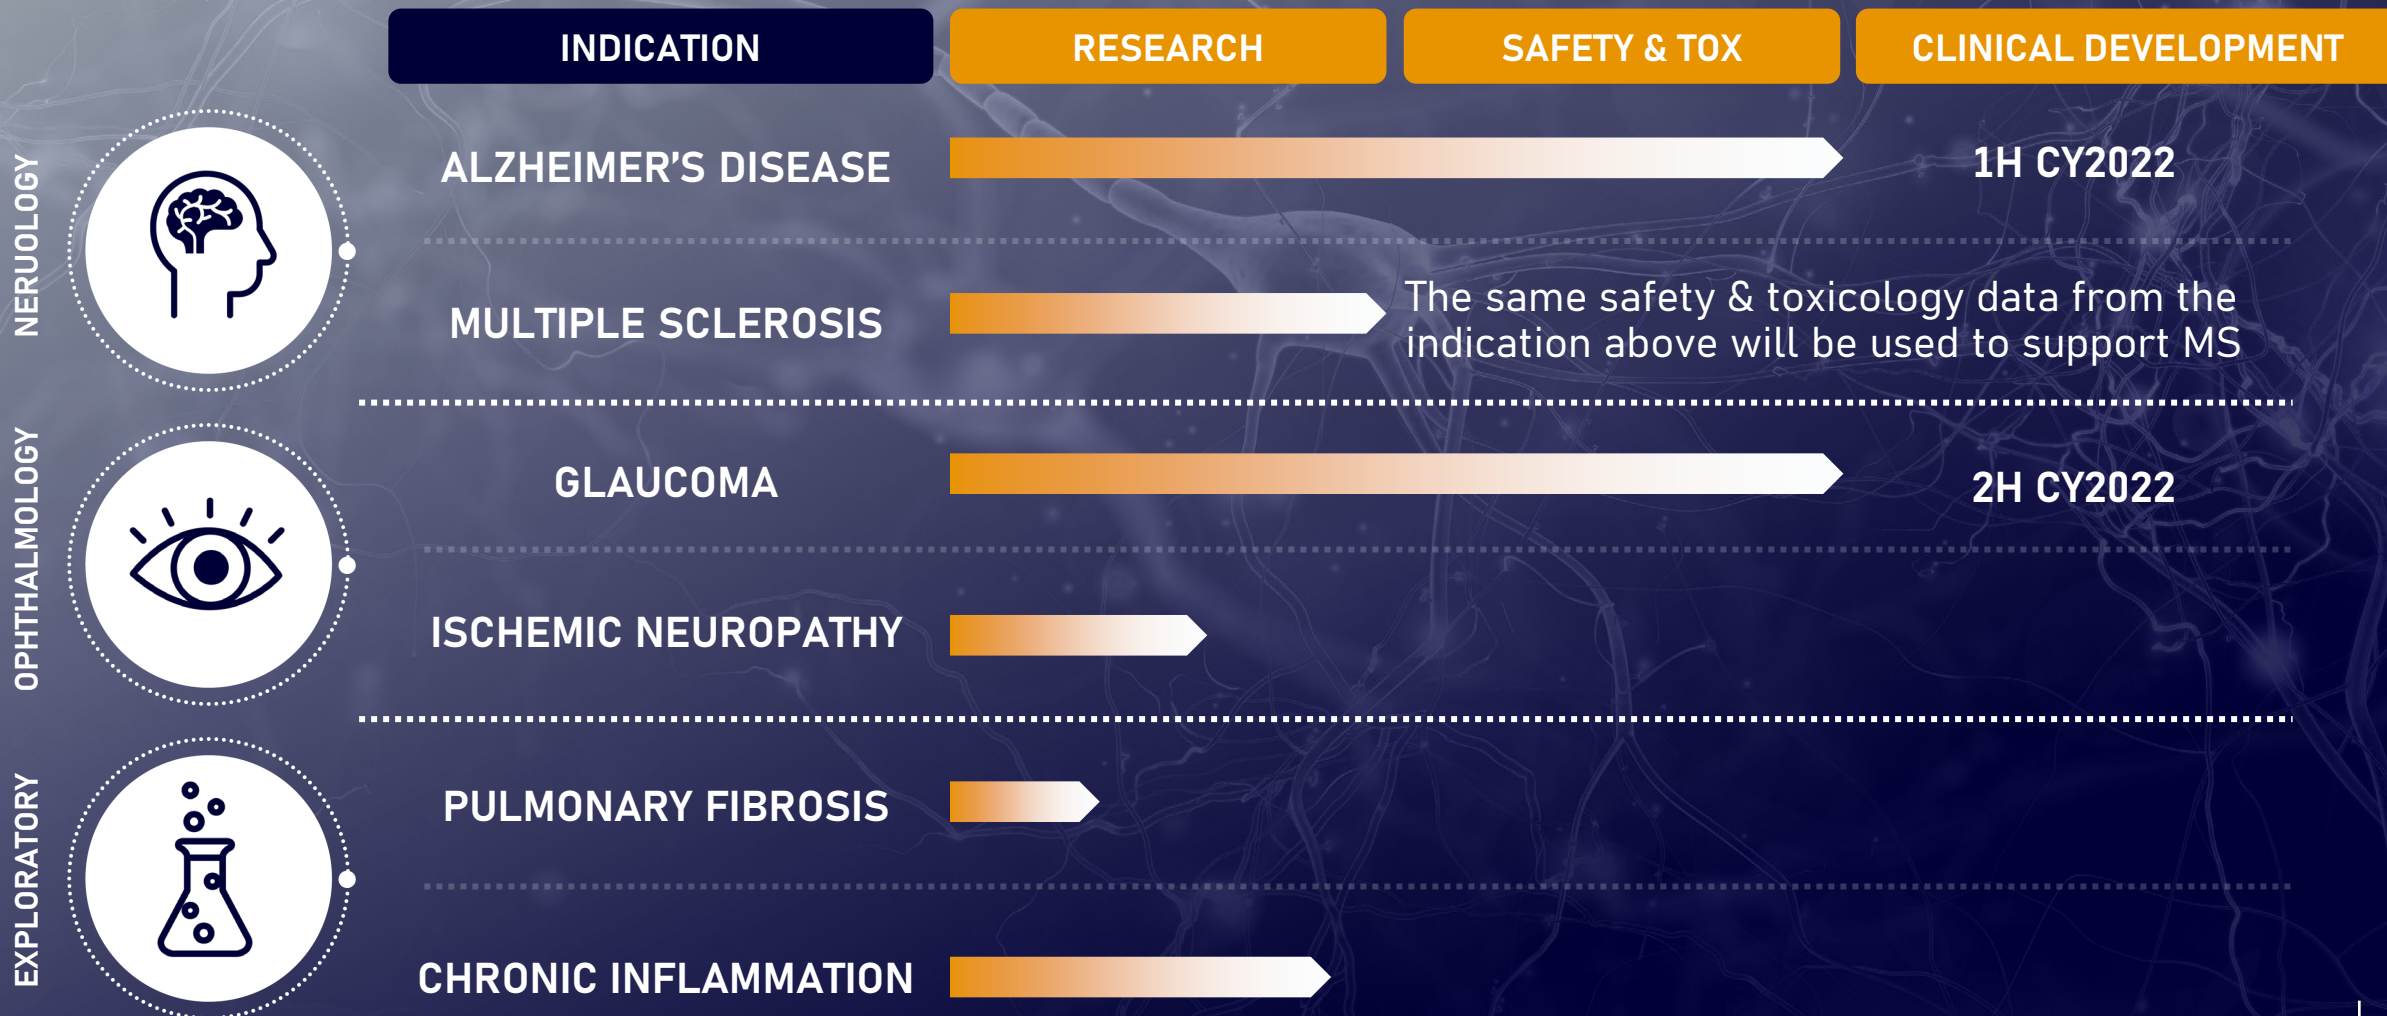 INDICATION
RESEARCH
SAFETY & TOX
CLINICAL DEVELOPMENT
NERUOLOGY
ALZHEIMER'S DISEASE
1H CY2022
MULTIPLE SCLEROSIS
The same safety & toxicology data from the
indication above will be used to support MS
OPHTHALMOLOGY
GLAUCOMA
2H CY2022
ISCHEMIC NEUROPATHY
EXPLORATORY
PULMONARY FIBROSIS
CHRONIC INFLAMMATION